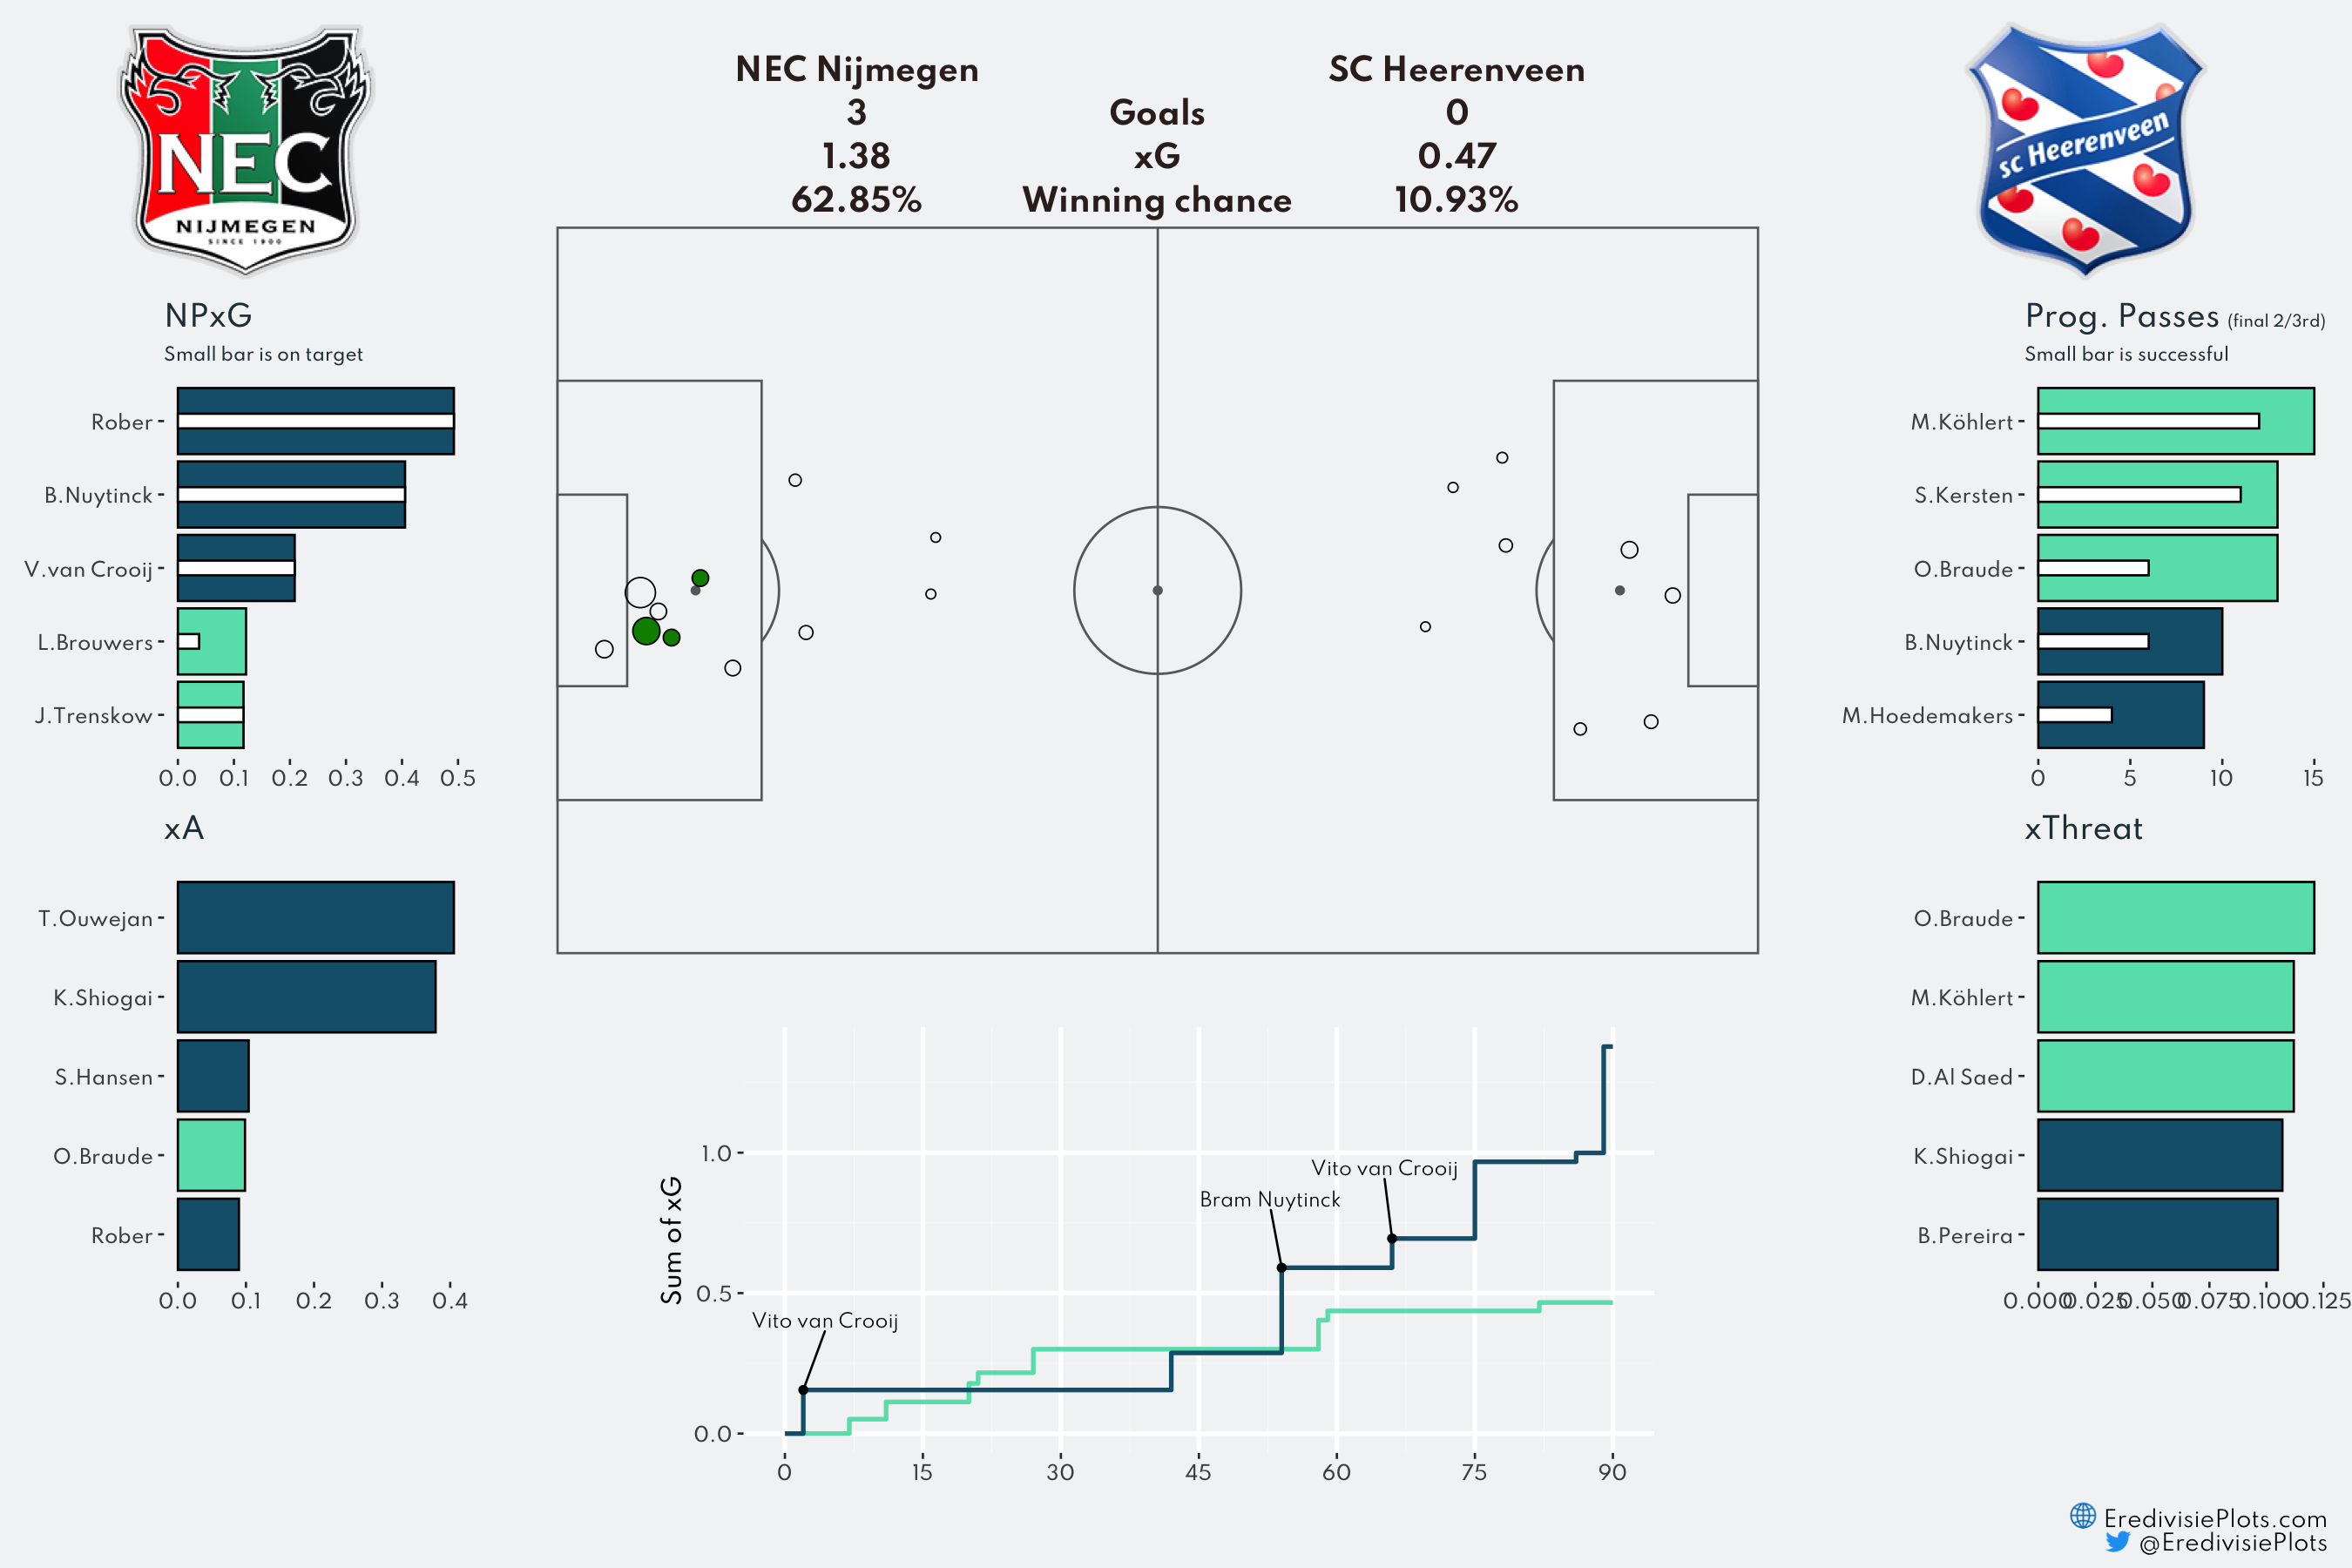 NEC
NIJMEGEN
SINCE 1900
NEC Nijmegen
SC Heerenveen
3 Goals 0
1.38 xG 0.47
62.85% Winning chance 10.93%
sc Heerenveen
NPxG
Small bar is on target
Rober
B.Nuytinck
V.van Crooij
L.Brouwers
J.Trenskow
0.0 0.1 0.2 0.3 0.4 0.5
xA
T.Ouwejan
K.Shiogai
S.Hansen
O.Braude
Rober
0.0 0.1 0.2 0.3 0.4
Sum of xG
1.0
0.5
0.0
Vito van Crooij
Bram Nuytinck
Vito van Crooij
0 15 30 45 60 75 90
Prog. Passes (final 2/3rd)
Small bar is successful
M.Köhlert
S.Kersten
O.Braude
B.Nuytinck
M.Hoedemakers
0 5 10 15
xThreat
O.Braude
M.Köhlert
D.Al Saed
K.Shiogai
B.Pereira
0.000 0.025 0.050 0.075 0.100 0.125
EredivisiePlots.com
@EredivisiePlots